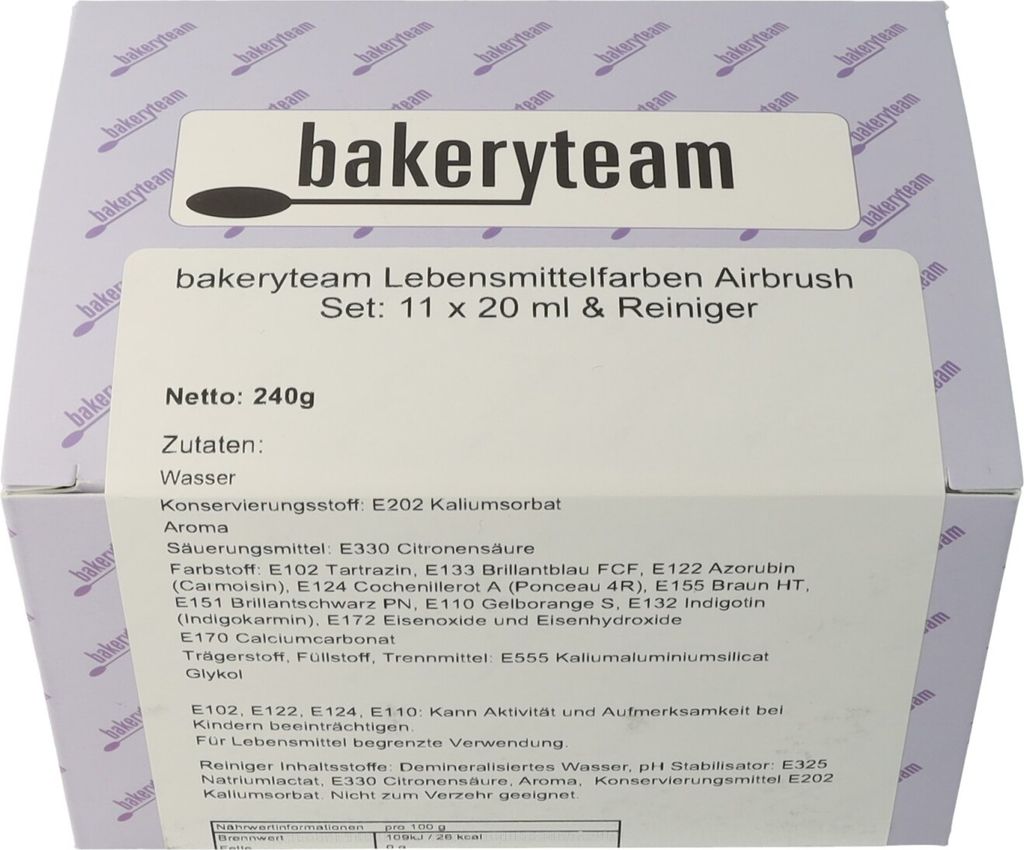 bakeryteam
bakeryteam Lebensmittelfarben Airbrush
Set: 11 x 20 ml & Reiniger
Netto: 240g
Zutaten:
Wasser
Konservierungsstoff: E202 Kaliumsorbat
Aroma
Säuerungsmittel: E330 Citronensäure
Farbstoff: E102 Tartrazin, E133 Brillantblau FCF, E122 Azorubin
(Carmoisin), E124 Cochenillerot A (Ponceau 4R), E155 Braun HT,
E151 Brillantschwarz PN, E110 Gelborange S, E132 Indigotin
(Indigokarmin), E172 Eisenoxide und Eisenhydroxide
E170 Calciumcarbonat
Trägerstoff, Füllstoff, Trennmittel: E555 Kaliumaluminiumsilicat
Glykol
E102, E122, E124, E110: Kann Aktivität und Aufmerksamkeit bei
Kindern beeinträchtigen.
Für Lebensmittel begrenzte Verwendung.
Reiniger Inhaltsstoffe: Demineralisiertes Wasser, pH Stabilisator: E325
Natriumlactat, E330 Citronensäure, Aroma, Konservierungsmittel E202
Kaliumsorbat. Nicht zum Verzehr geeignet.
Nährwertinformationen pro 100 g
Brennwert 109kJ / 26 kcal